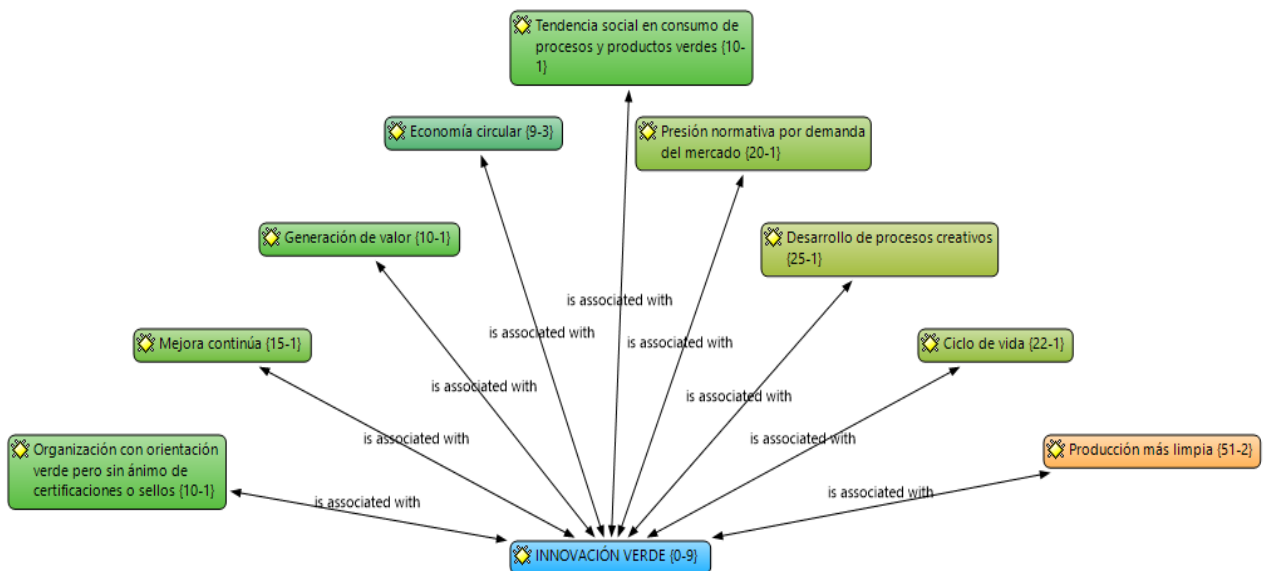 Tendencia social en consumo de
procesos y productos verdes {10-
1}
Economía circular {9-3}
Presión normativa por demanda
del mercado {20-1}
Generación de valor {10-1}
Desarrollo de procesos creativos
{25-1}
is associated with
is associated with
is associated with
Mejora continúa {15-1}
Ciclo de vida {22-1}
is associated with
is associated with
is associated with
is associated with
Organización con orientación
verde pero sin ánimo de
certificaciones o sellos {10-1}
Producción más limpia {51-2}
is associated with
is associated with
INNOVACIÓN VERDE {0-9}